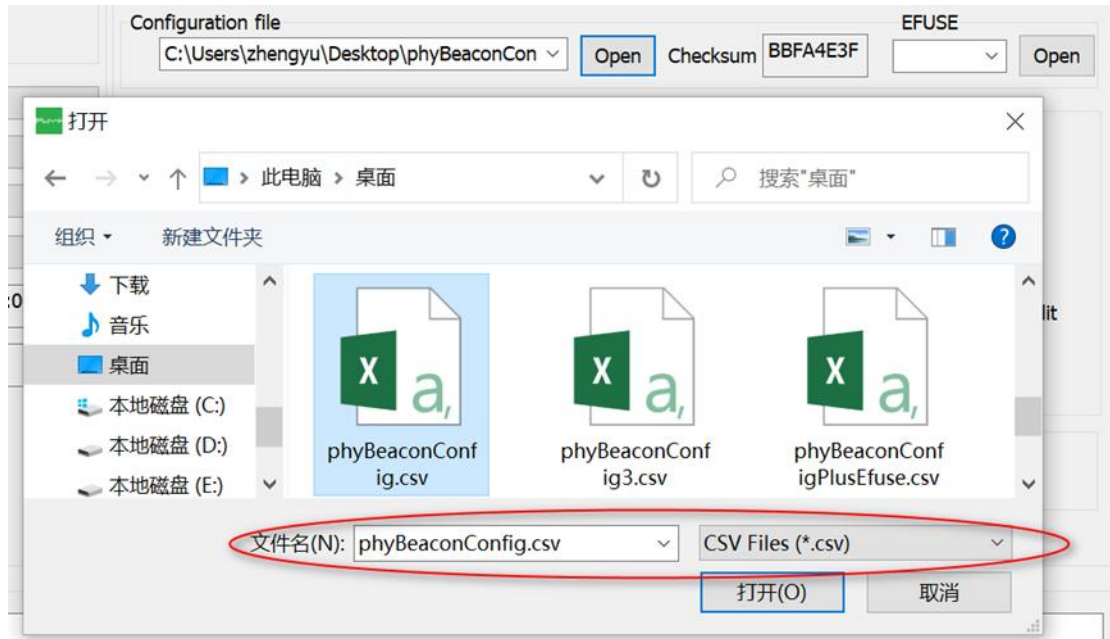 Configuration file
EFUSE
C:\Users\zhengyu\Desktop\phyBeaconCon
Open
Checksum
BBFA4E3F
Open
打开
此电脑 > 桌面
搜索"桌面"
组织
新建文件夹
下载
:0
音乐
lit
桌面
本地磁盘 (C:)
本地磁盘 (D:)
本地磁盘 (E:)
phyBeaconConf
ig.csv
phyBeaconConf
ig3.csv
phyBeaconConf
igPlusEfuse.csv
文件名(N):
phyBeaconConfig.csv
CSV Files (*.csv)
打开(O)
取消